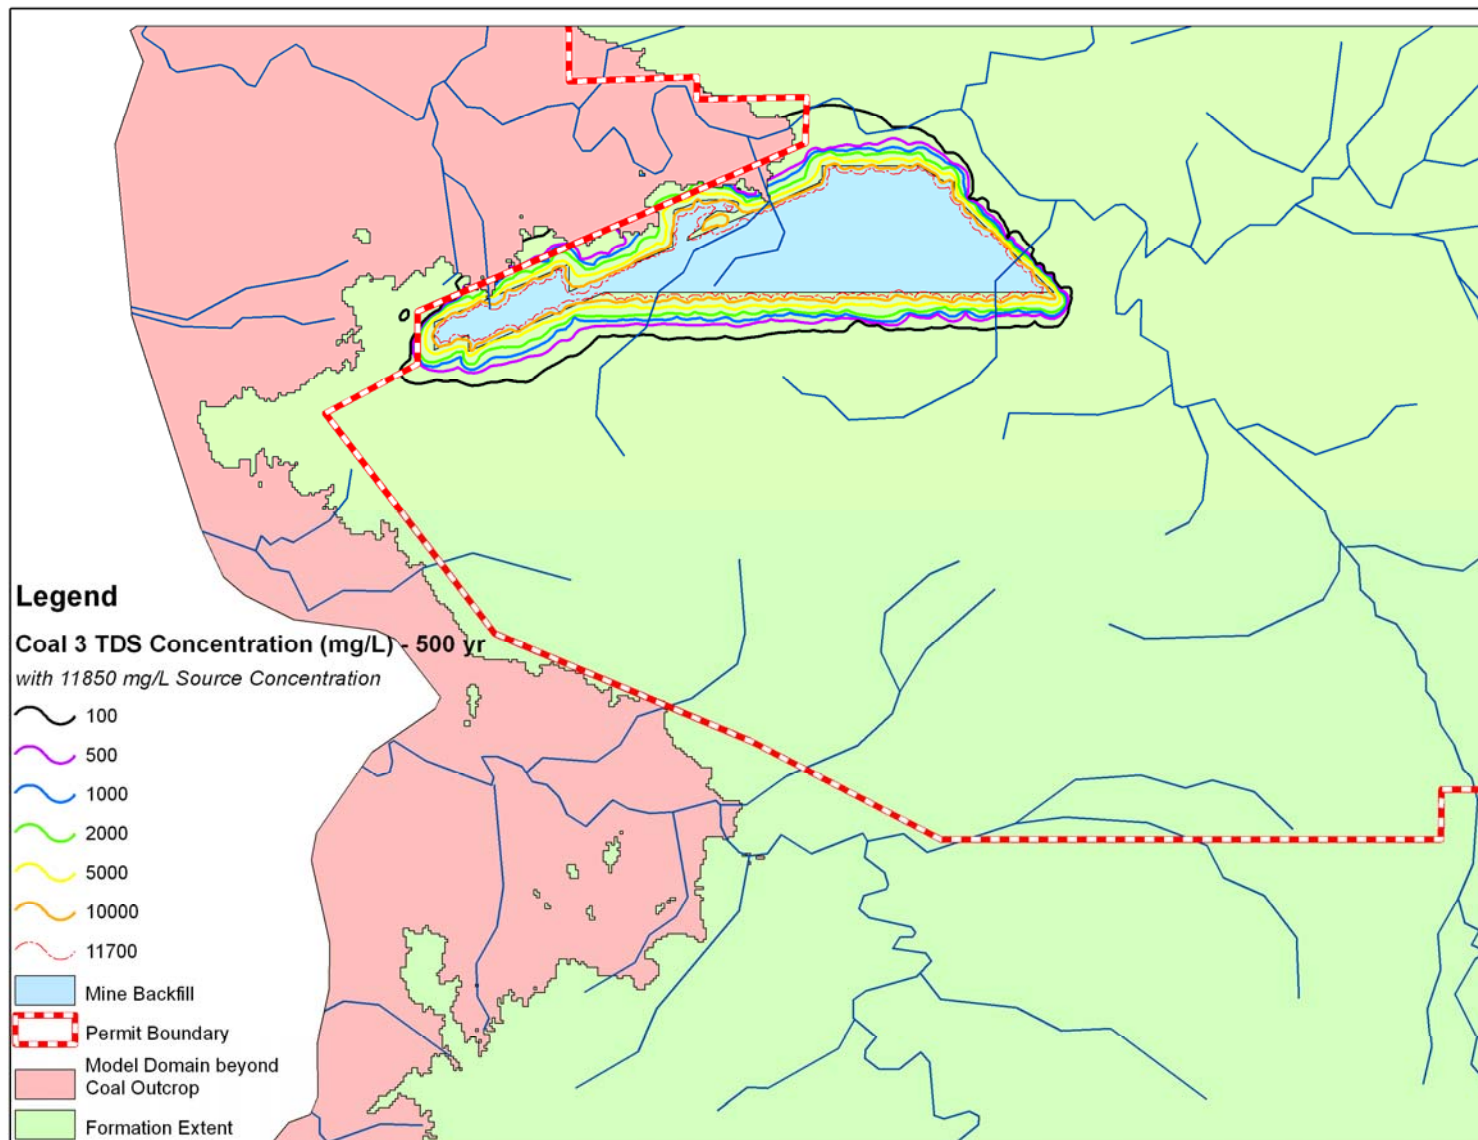 Legend
Coal 3 TDS Concentration (mg/L) - 500 yr
with 11850 mg/L Source Concentration
100
500
1000
2000
5000
10000
11700
Mine Backfill
Permit Boundary
Model Domain beyond
Coal Outcrop
Formation Extent